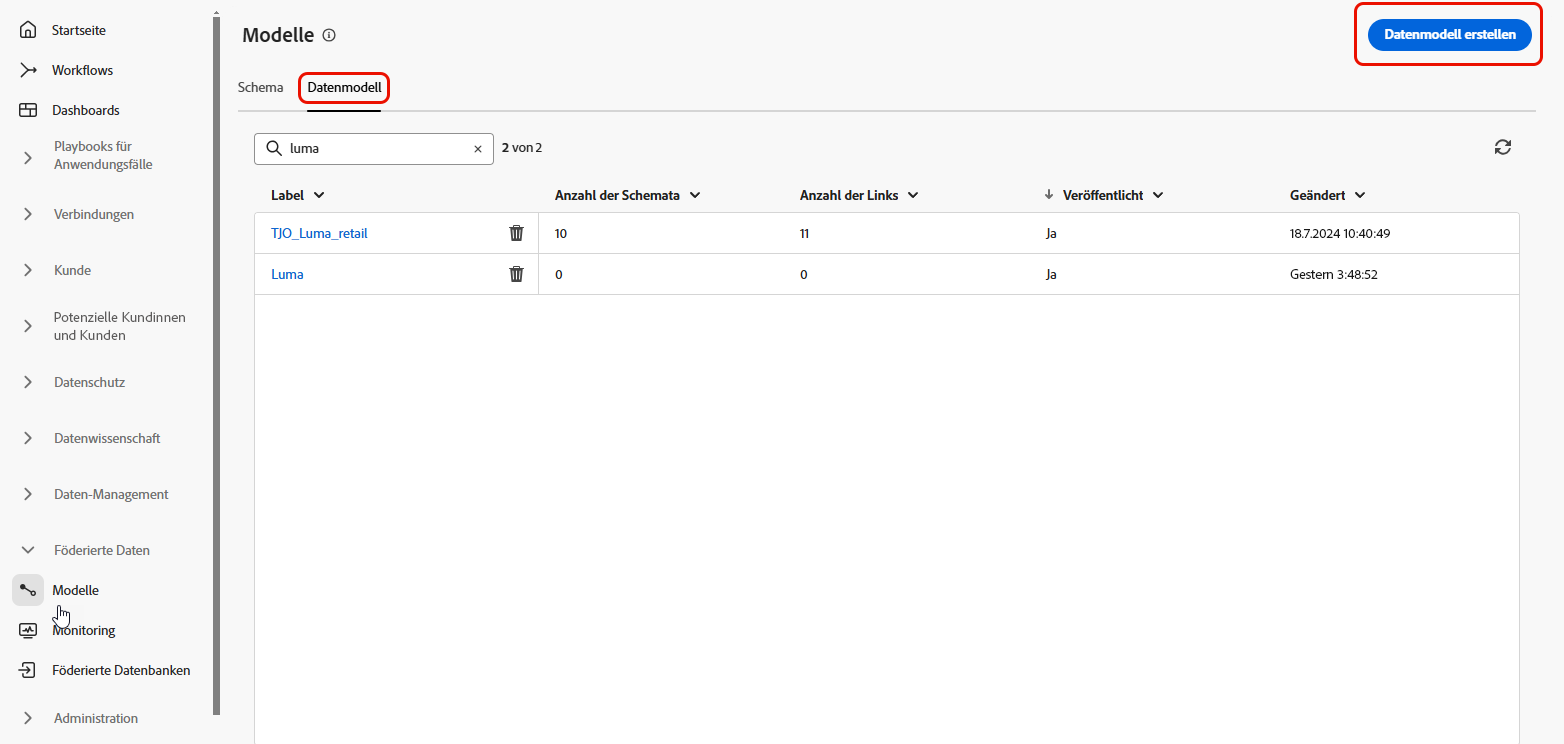 Startseite
Workflows
Dashboards
Playbooks für
Anwendungsfälle
Verbindungen
Kunde
Potenzielle Kundinnen
und Kunden
Datenschutz
Datenwissenschaft
Daten-Management
Föderierte Daten
Modelle
Monitoring
Föderierte Datenbanken
Administration
Modelle
Datenmodell erstellen
Schema Datenmodell
luma 2 von 2
Label Anzahl der Schemata Anzahl der Links Veröffentlicht Geändert
TJO_Luma_retail 10 11 Ja 18.7.2024 10:40:49
Luma 0 0 Ja Gestern 3:48:52